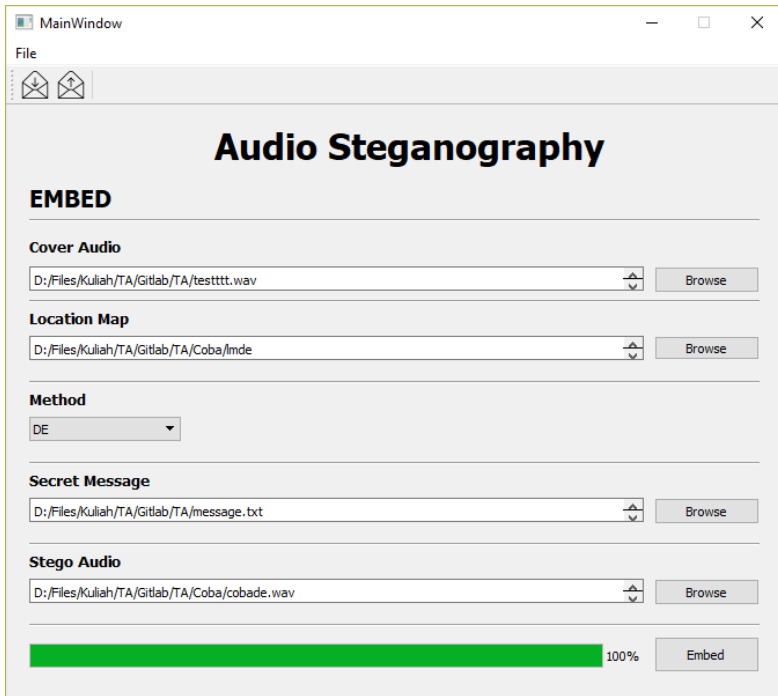 MainWindow
File
Audio Steganography
EMBED
Cover Audio
D:/Files/Kuliah/TA/Gitlab/TA/testttt.wav
Browse
Location Map
D:/Files/Kuliah/TA/Gitlab/TA/Coba/lmde
Browse
Method
DE
Secret Message
D:/Files/Kuliah/TA/Gitlab/TA/message.txt
Browse
Stego Audio
D:/Files/Kuliah/TA/Gitlab/TA/Coba/cobade.wav
Browse
100%
Embed